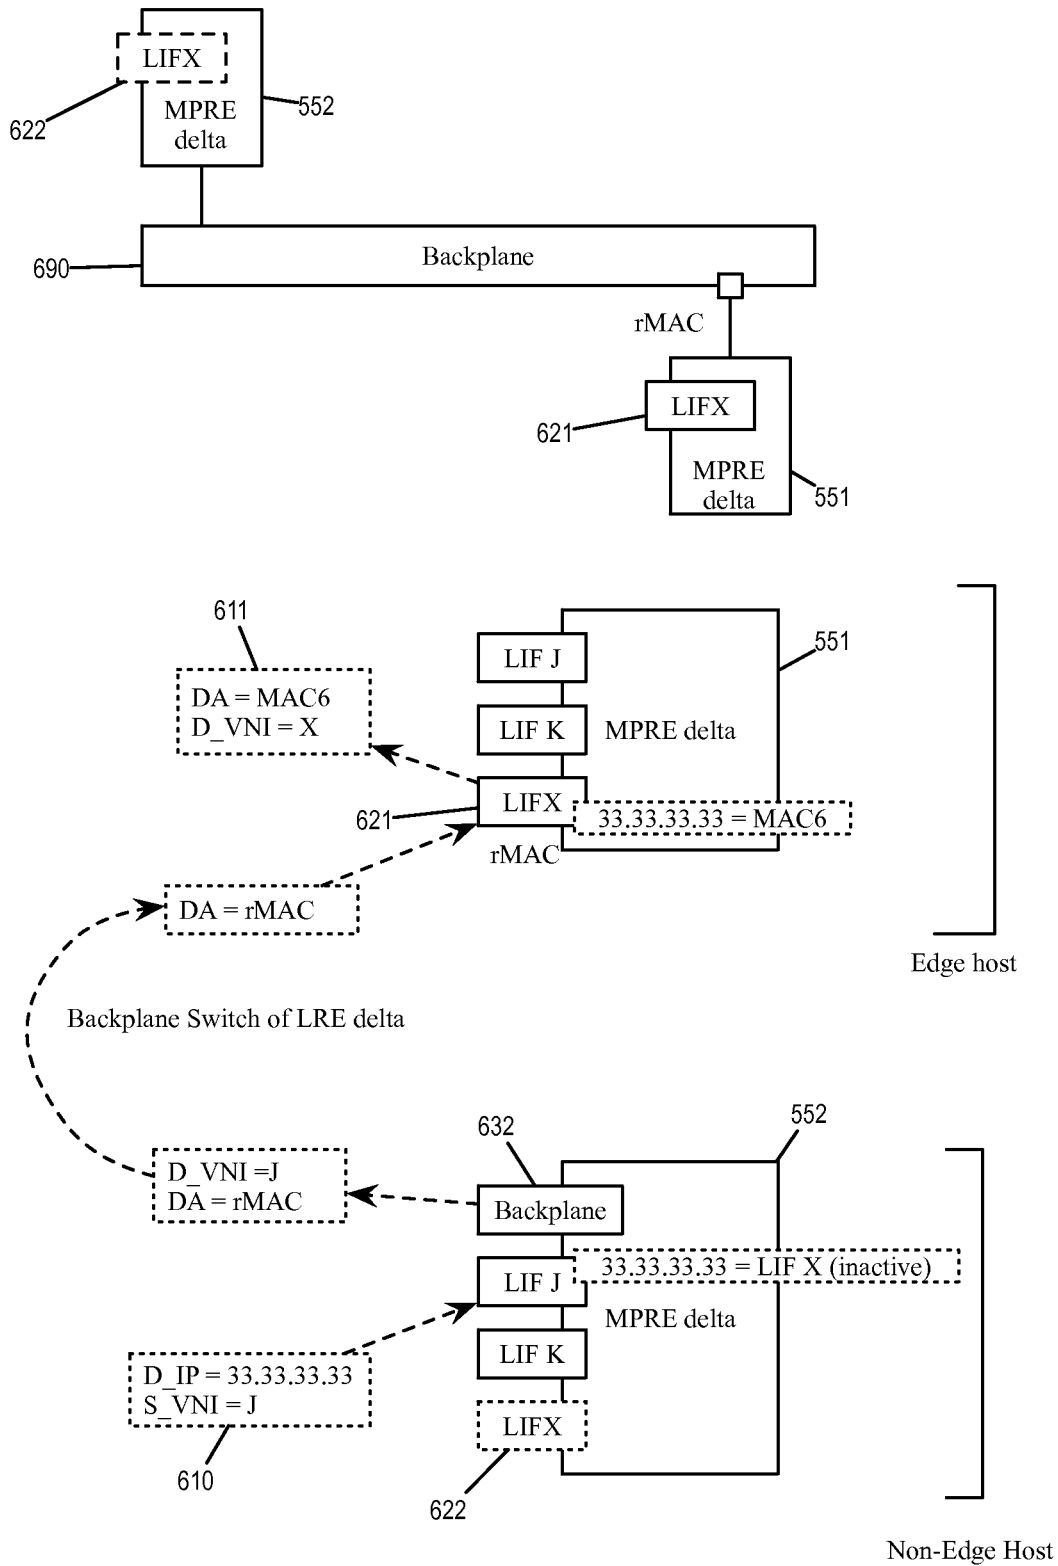 LIFX
552
MPRE
delta
622
Backplane
690
rMAC
LIFX
621
MPRE
delta
551
611
551
LIF J
DA = MAC6
D_VNI = X
LIF K
MPRE delta
LIFX
33.33.33.33 = MAC6
621
rMAC
DA = rMAC
Edge host
Backplane Switch of LRE delta
632
552
D_VNI =J
DA = rMAC
Backplane
33.33.33.33 = LIF X (inactive)
LIF J
MPRE delta
LIF K
D_IP = 33.33.33.33
S_VNI = J
LIFX
610
622
Non-Edge Host